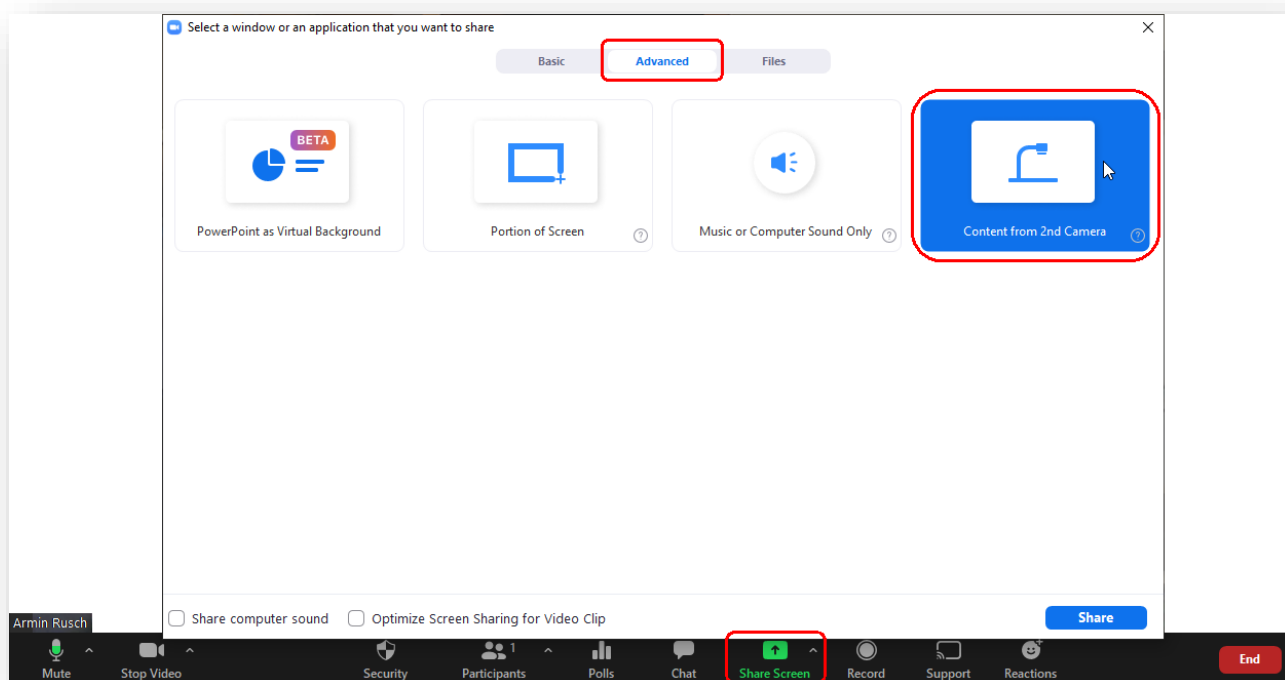 Select a window or an application that you want to share
Basic Advanced Files
BETA
PowerPoint as Virtual Background
Portion of Screen ?
Music or Computer Sound Only ?
Content from 2nd Camera ?
Share computer sound Optimize Screen Sharing for Video Clip Share
Armin Rusch
1
Mute Stop Video Security Participants Polls Chat Share Screen Record Support Reactions End